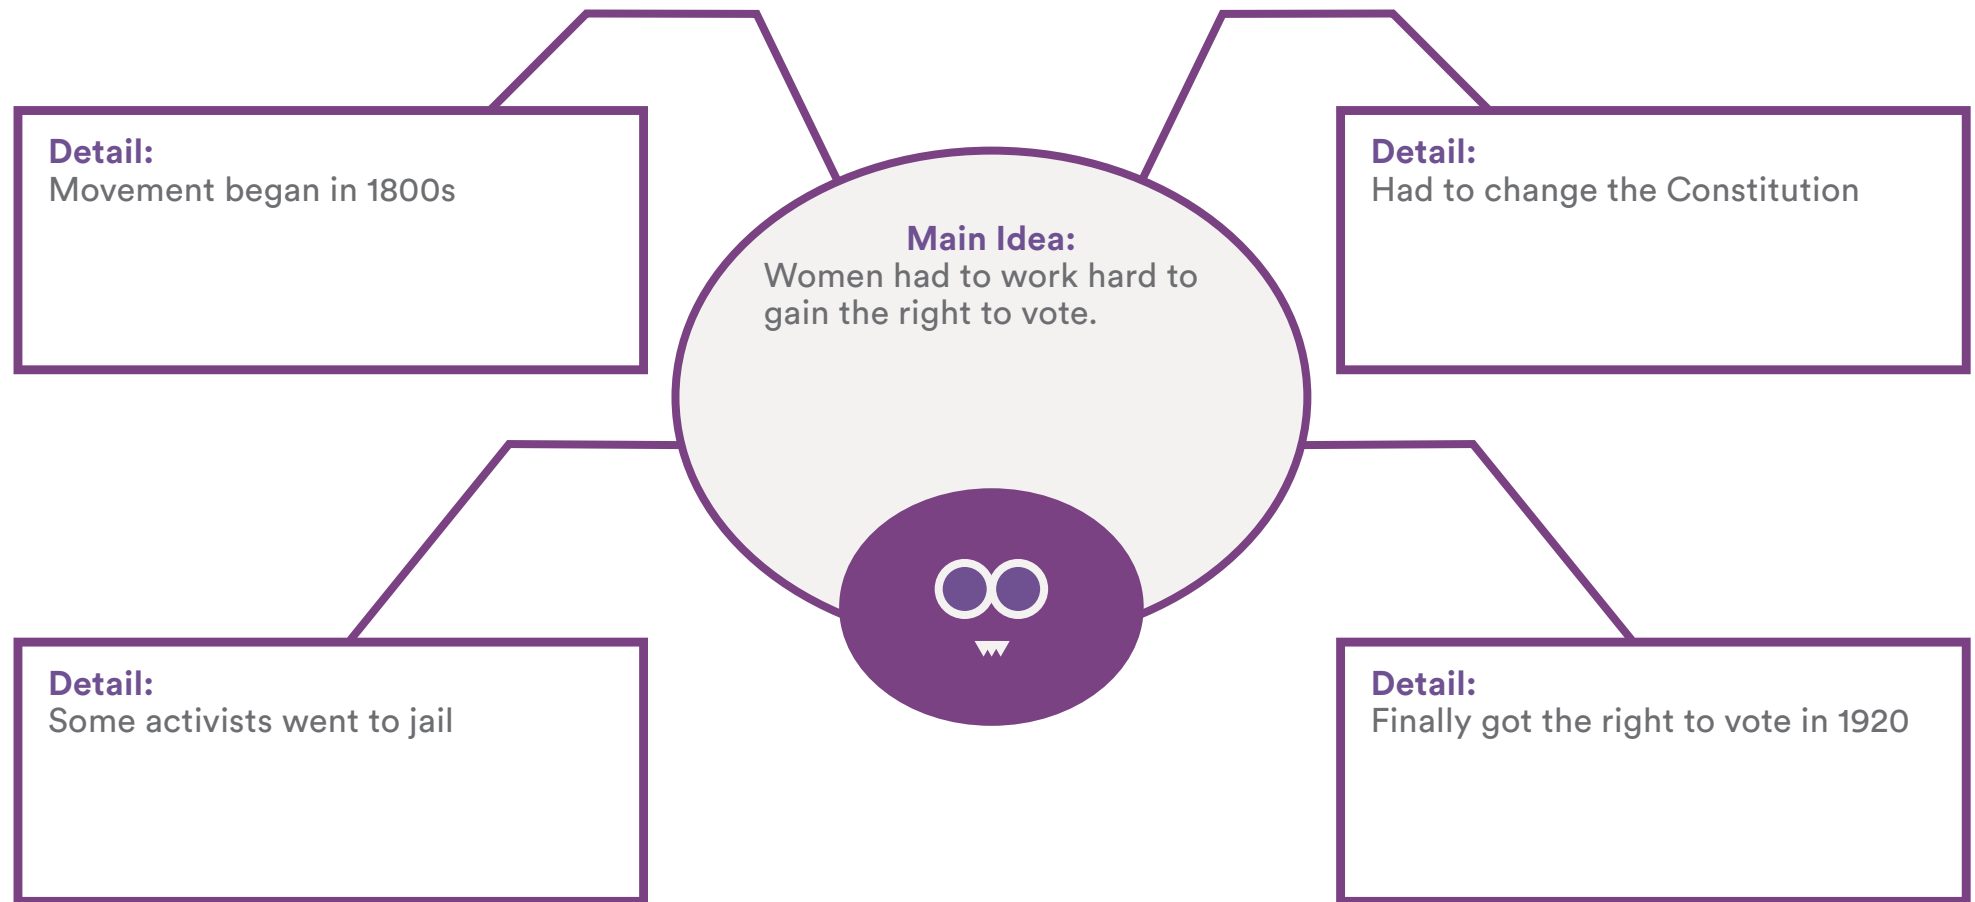 Detail:
Movement began in 1800s
Detail:
Had to change the Constitution
Main Idea:
Women had to work hard to
gain the right to vote.
Detail:
Some activists went to jail
Detail:
Finally got the right to vote in 1920